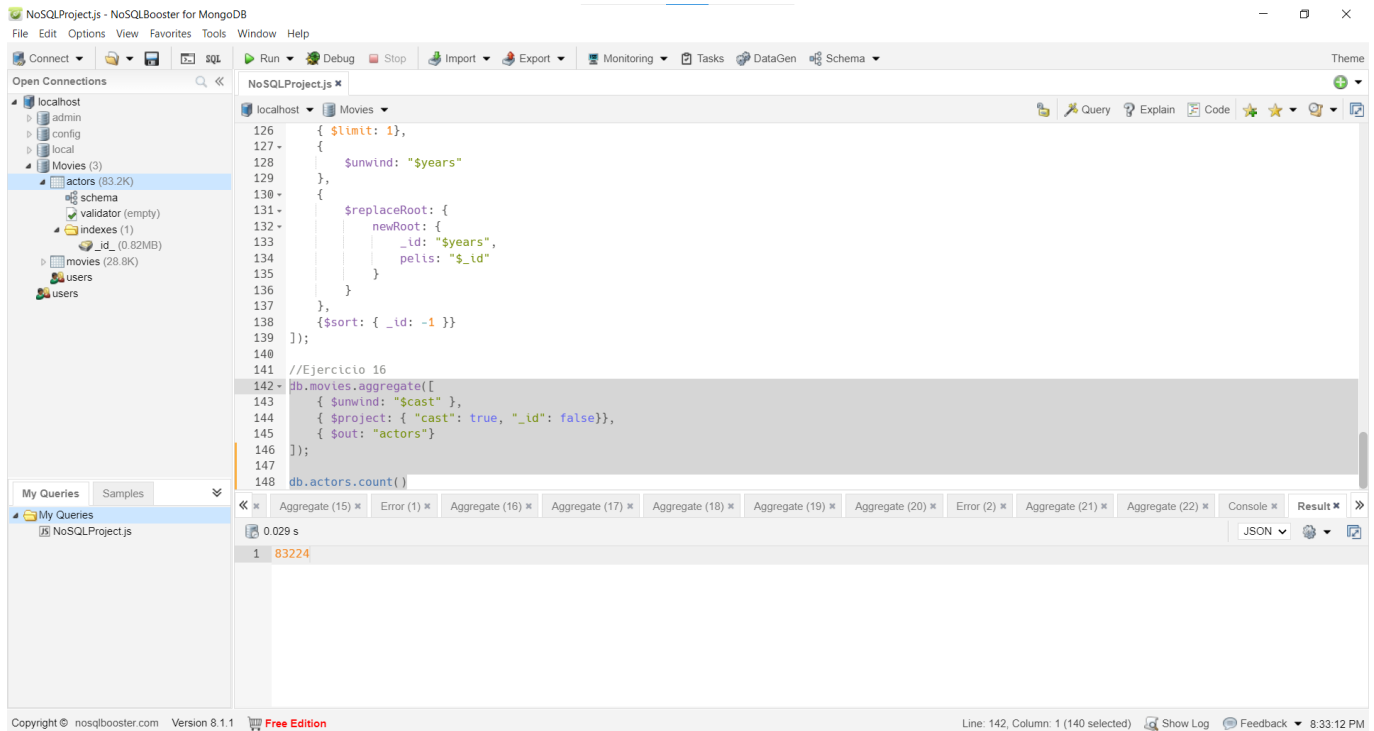 NoSQLProject.js - NoSQLBooster for MongoDB
File Edit Options View Favorites Tools Window Help
Connect SQL Run Debug Stop Import Export Monitoring Tasks DataGen Schema Theme
Open Connections
localhost
admin
config
local
Movies (3)
actors (83.2K)
schema
validator (empty)
indexes (1)
_id_ (0.82MB)
movies (28.8K)
users
users
My Queries Samples
My Queries
JS NoSQLProject.js
NoSQLProject.js
localhost Movies Query Explain Code
126 { $limit: 1},
127 {
128 $unwind: "$years"
129 },
130 {
131 $replaceRoot: {
132 newRoot: {
133 _id: "$years",
134 pelis: "$_id"
135 }
136 }
137 },
138 {$sort: { _id: -1 }}
139 ]);
140
141 //Ejercicio 16
142 db.movies.aggregate([
143 { $unwind: "$cast" },
144 { $project: { "cast": true, "_id": false}},
145 { $out: "actors"}
146 ]);
147
148 db.actors.count()
Aggregate (15) Error (1) Aggregate (16) Aggregate (17) Aggregate (18) Aggregate (19) Aggregate (20) Error (2) Aggregate (21) Aggregate (22) Console Result
0.029 s JSON
1 83224
Copyright © nosqlbooster.com Version 8.1.1 Free Edition Line: 142, Column: 1 (140 selected) Show Log Feedback 8:33:12 PM